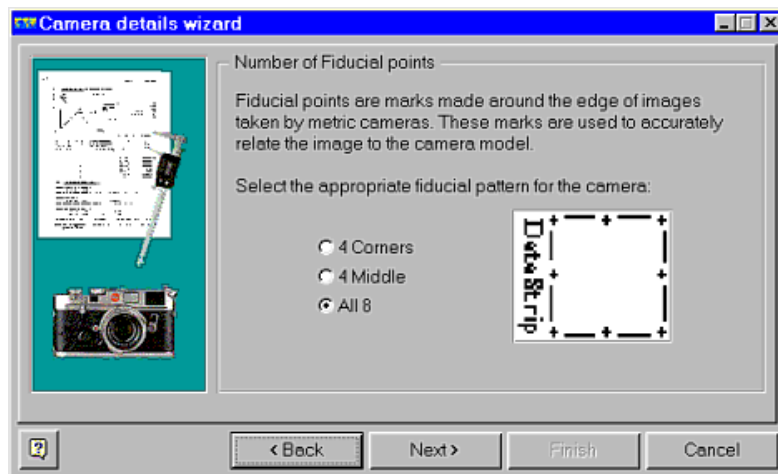 Camera details wizard
Number of Fiducial points
Fiducial points are marks made around the edge of images
taken by metric cameras. These marks are used to accurately
relate the image to the camera model.
Select the appropriate fiducial pattern for the camera:
4 Corners
4 Middle
All 8
Data Strip
?
< Back
Next >
Finish
Cancel